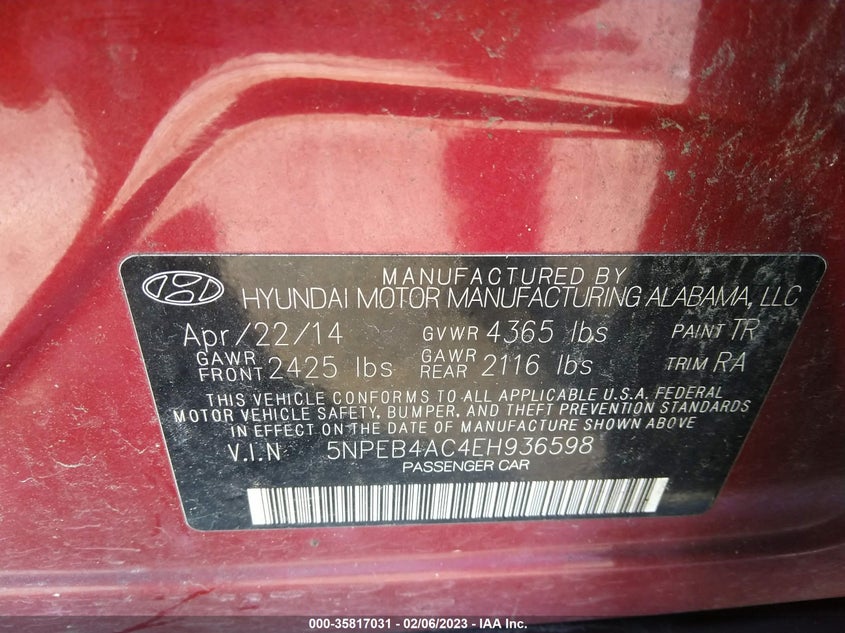 MANUFACTURED BY
HYUNDAI MOTOR MANUFACTURING ALABAMA, LLC
Apr/22/14 GVWR 4365 lbs PAINT TR
GAWR FRONT 2425 lbs GAWR REAR 2116 lbs TRIM RA
THIS VEHICLE CONFORMS TO ALL APPLICABLE U.S.A. FEDERAL
MOTOR VEHICLE SAFETY, BUMPER, AND THEFT PREVENTION STANDARDS
IN EFFECT ON THE DATE OF MANUFACTURE SHOWN ABOVE
V.I.N 5NPEB4AC4EH936598
PASSENGER CAR
000-35817031 - 02/06/2023 - IAA Inc.